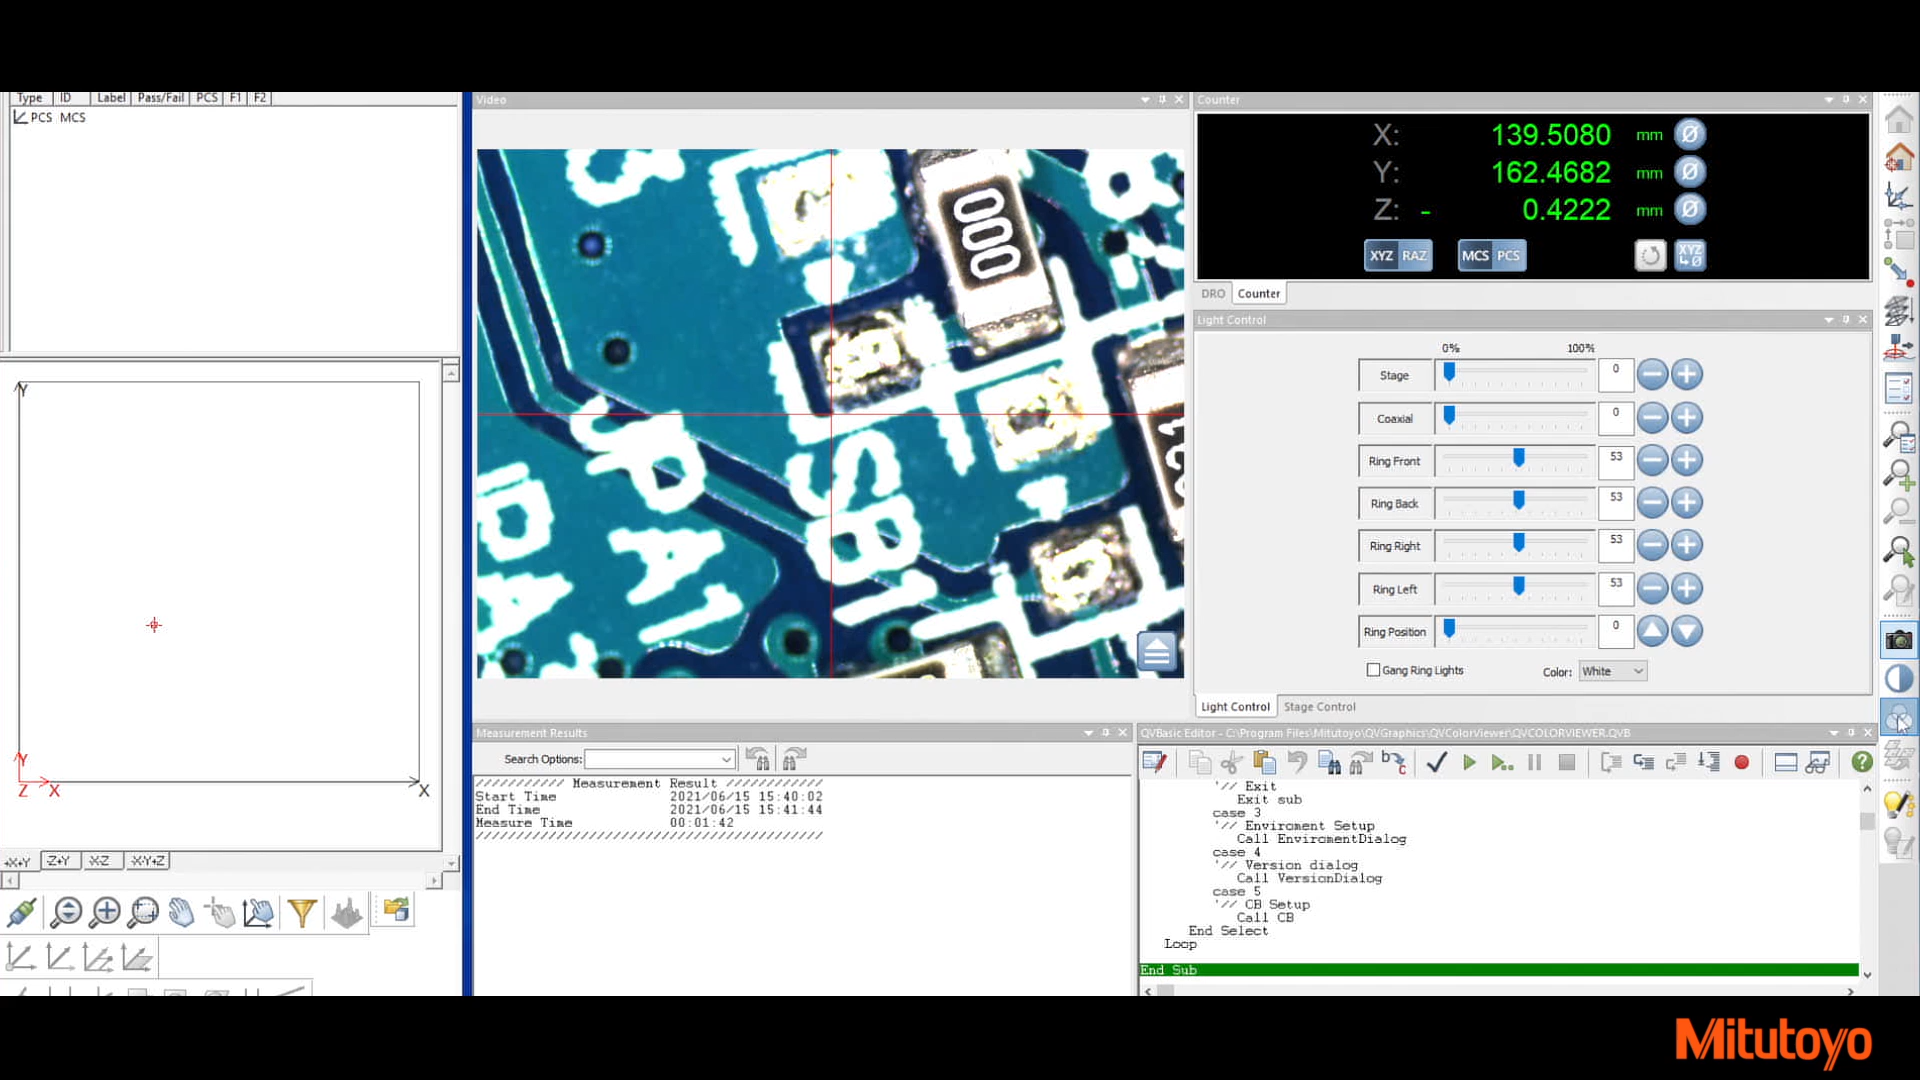 Type ID Label Pass/Fail PCS F1 F2
PCS MCS
Y
Y
Z X
X
+X+Y Z+Y X-Z X-Y+Z
Video
000
JPA1
SB1
Counter
X: 139.5080 mm
Y: 162.4682 mm
Z: - 0.4222 mm
XYZ RAZ MCS PCS XYZ
DRO Counter
Light Control
0% 100%
Stage 0
Coaxial 0
Ring Front 53
Ring Back 53
Ring Right 53
Ring Left 53
Ring Position 0
Gang Ring Lights Color: White
Light Control Stage Control
Measurement Results
Search Options:
////////// Measurement Result ////////////
Start Time 2021/06/15 15:40:02
End Time 2021/06/15 15:41:44
Measure Time 00:01:42
///////////////////////////////////////////
QVBasic Editor - C:\Program Files\Mitutoyo\QVGraphics\QVColorViewer\QVCOLORVIEWER.QVB
'// Exit
Exit sub
case 3
'// Enviroment Setup
Call EnviromentDialog
case 4
'// Version dialog
Call VersionDialog
case 5
'// CB Setup
Call CB
End Select
Loop
End Sub
Mitutoyo